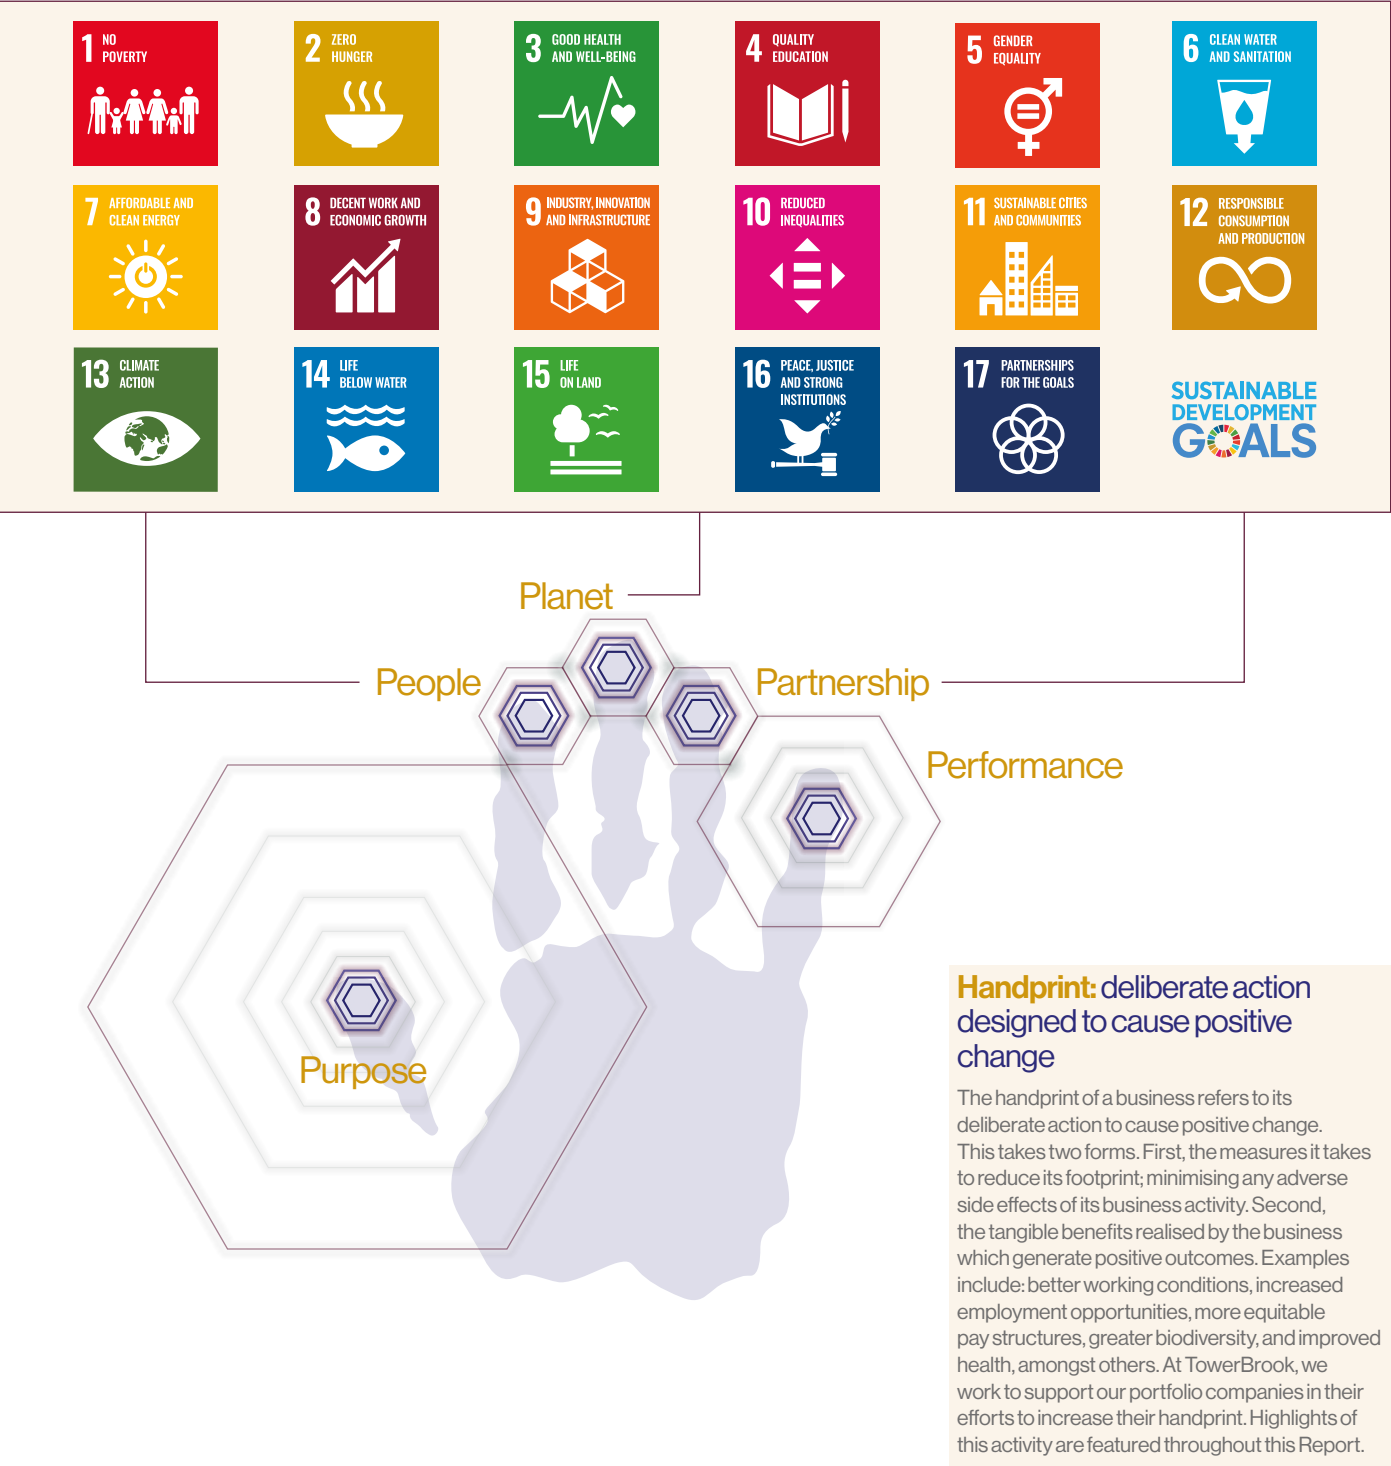 1 NO
POVERTY
2 ZERO
HUNGER
3 GOOD HEALTH
AND WELL-BEING
4 QUALITY
EDUCATION
5 GENDER
EQUALITY
6 CLEAN WATER
AND SANITATION
7 AFFORDABLE AND
CLEAN ENERGY
8 DECENT WORK AND
ECONOMIC GROWTH
9 INDUSTRY, INNOVATION
AND INFRASTRUCTURE
10 REDUCED
INEQUALITIES
11 SUSTAINABLE CITIES
AND COMMUNITIES
12 RESPONSIBLE
CONSUMPTION
AND PRODUCTION
13 CLIMATE
ACTION
14 LIFE
BELOW WATER
15 LIFE
ON LAND
16 PEACE, JUSTICE
AND STRONG
INSTITUTIONS
17 PARTNERSHIPS
FOR THE GOALS
SUSTAINABLE
DEVELOPMENT
GOALS
Planet
People
Partnership
Performance
Purpose
Handprint: deliberate action
designed to cause positive
change
The handprint of a business refers to its
deliberate action to cause positive change.
This takes two forms. First, the measures it takes
to reduce its footprint; minimising any adverse
side effects of its business activity. Second,
the tangible benefits realised by the business
which generate positive outcomes. Examples
include: better working conditions, increased
employment opportunities, more equitable
pay structures, greater biodiversity, and improved
health, amongst others. At TowerBrook, we
work to support our portfolio companies in their
efforts to increase their handprint. Highlights of
this activity are featured throughout this Report.